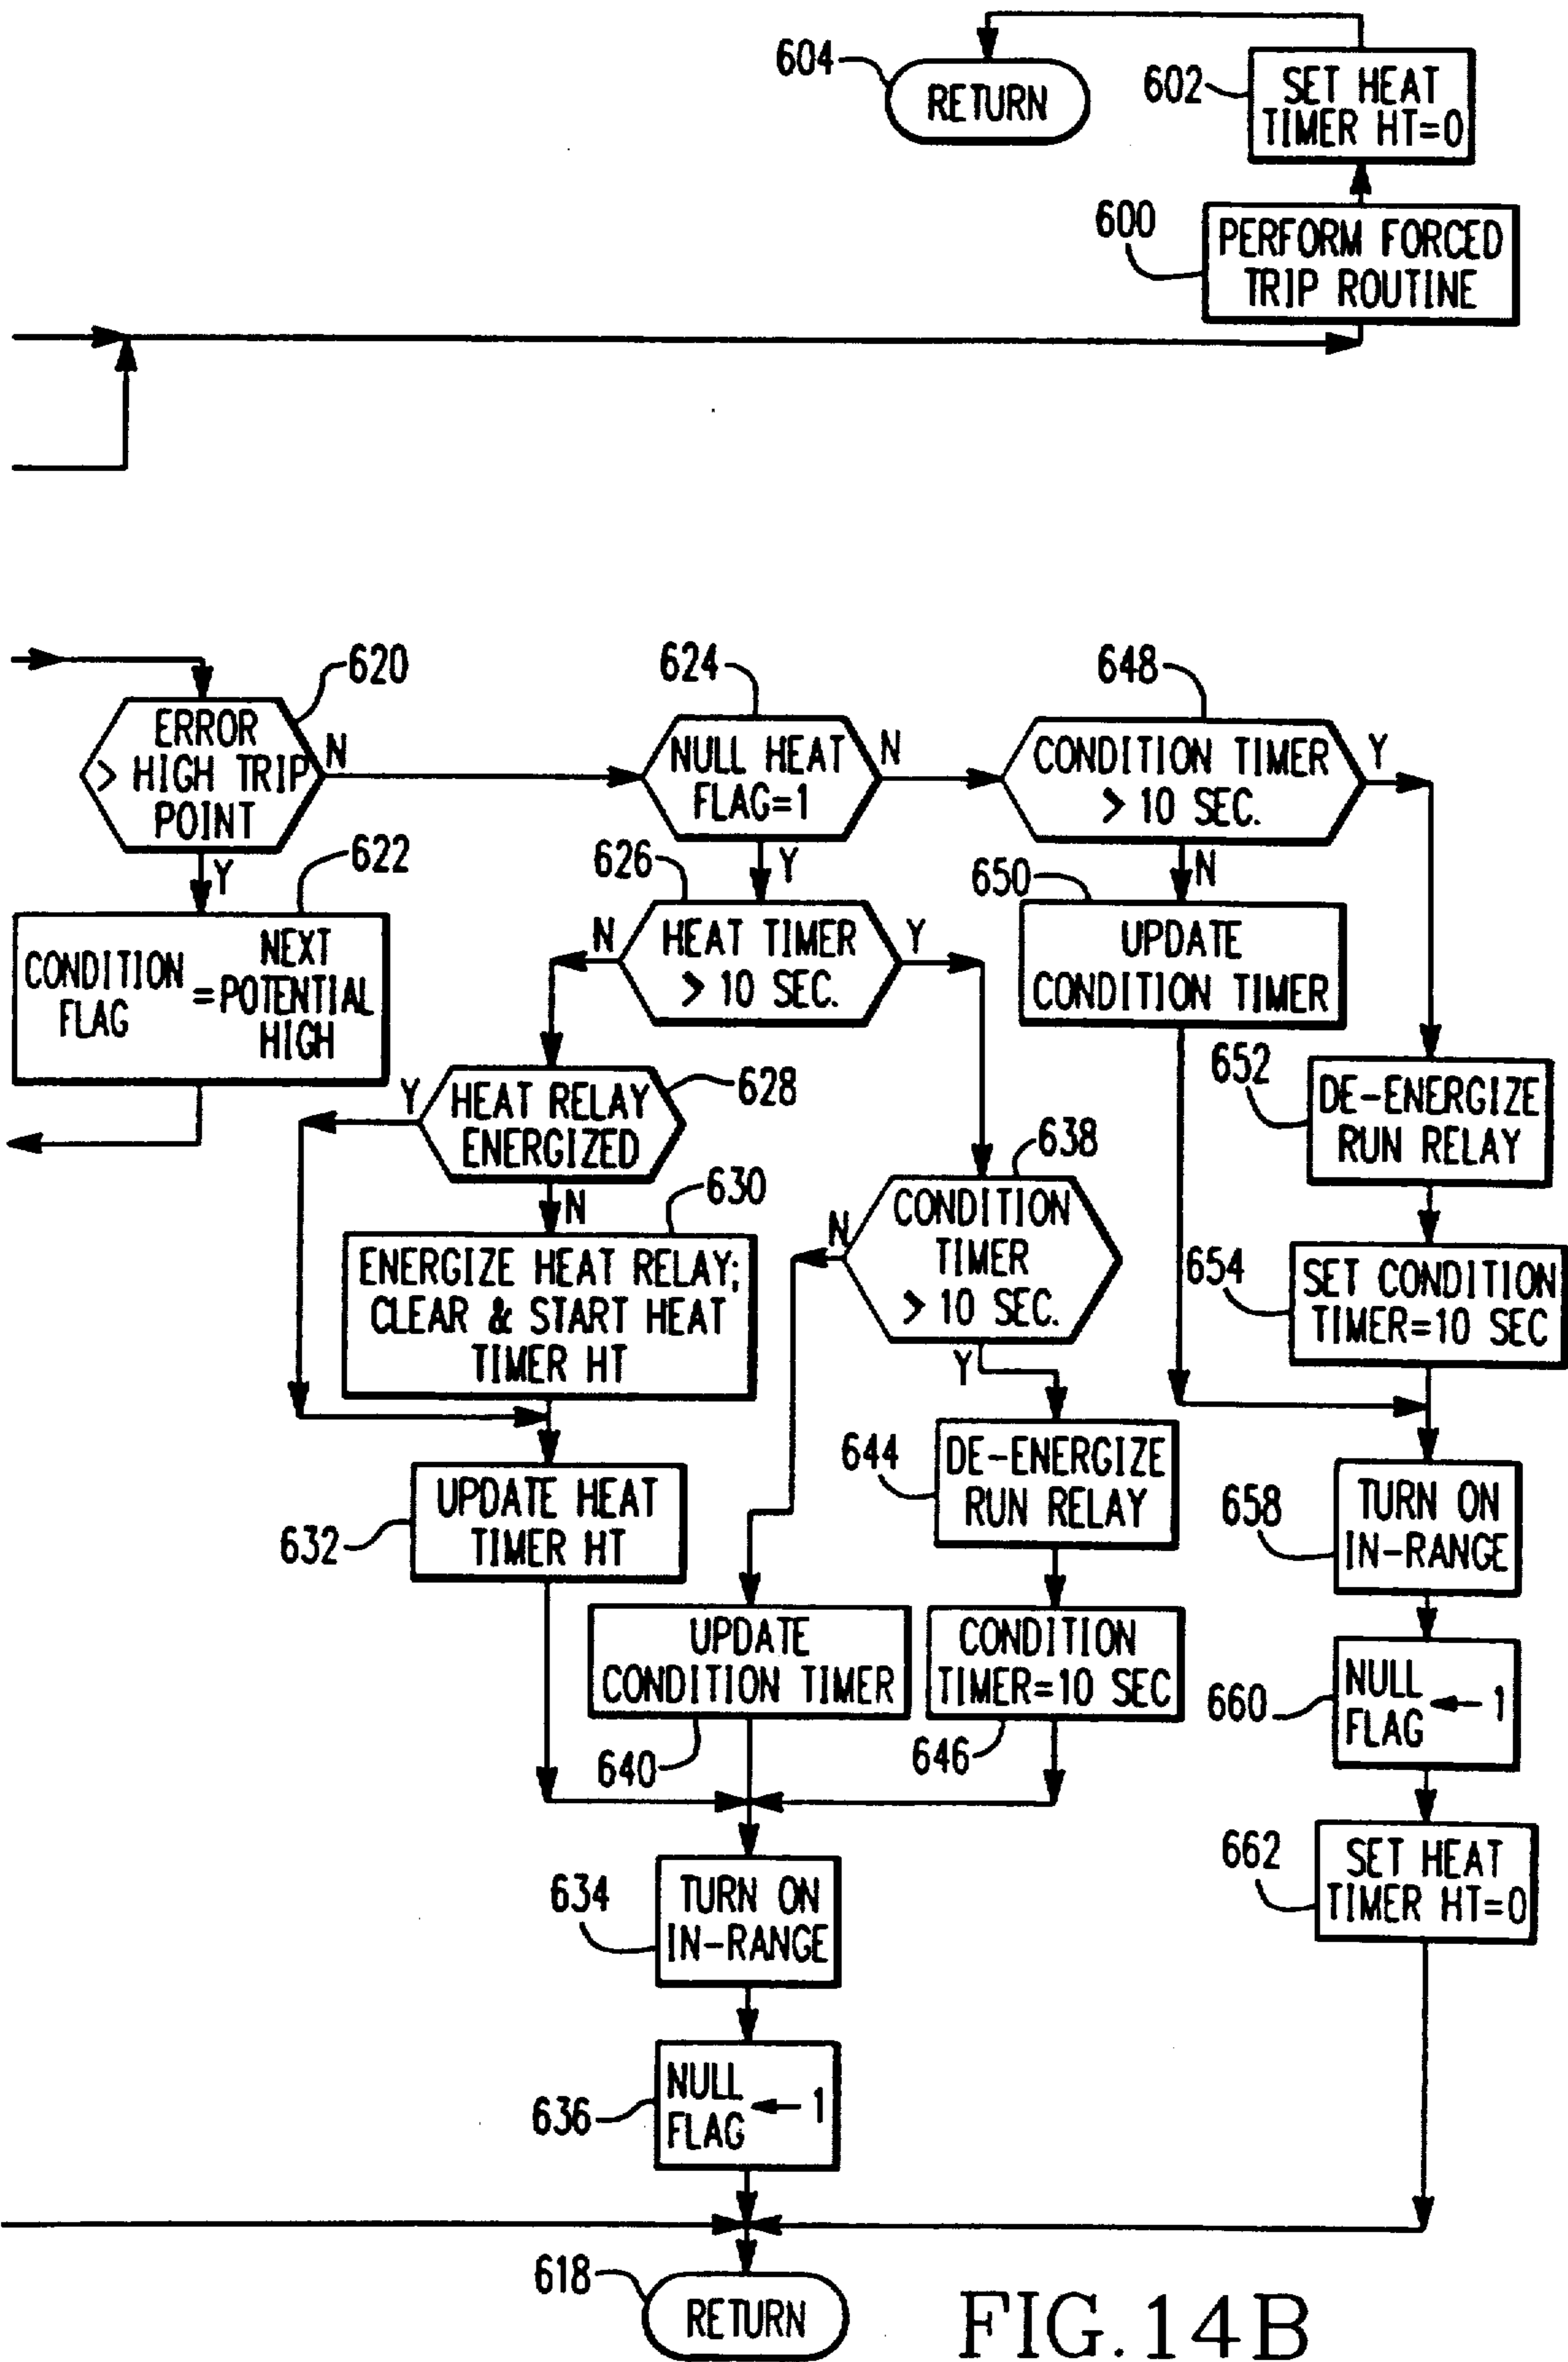 604
RETURN
602
SET HEAT
TIMER HT=0
600
PERFORM FORCED
TRIP ROUTINE
620
ERROR
> HIGH TRIP
POINT
N
Y
624
NULL HEAT
FLAG=1
N
Y
648
CONDITION TIMER
> 10 SEC.
Y
N
622
CONDITION
FLAG
=
NEXT
POTENTIAL
HIGH
626
HEAT TIMER
> 10 SEC.
N
Y
650
UPDATE
CONDITION TIMER
628
HEAT RELAY
ENERGIZED
Y
N
652
DE-ENERGIZE
RUN RELAY
638
CONDITION
TIMER
> 10 SEC.
N
Y
630
ENERGIZE HEAT RELAY;
CLEAR & START HEAT
TIMER HT
654
SET CONDITION
TIMER=10 SEC
632
UPDATE HEAT
TIMER HT
644
DE-ENERGIZE
RUN RELAY
658
TURN ON
IN-RANGE
640
UPDATE
CONDITION TIMER
646
CONDITION
TIMER=10 SEC
660
NULL
FLAG ← 1
634
TURN ON
IN-RANGE
662
SET HEAT
TIMER HT=0
636
NULL
FLAG ← 1
618
RETURN
FIG.14B